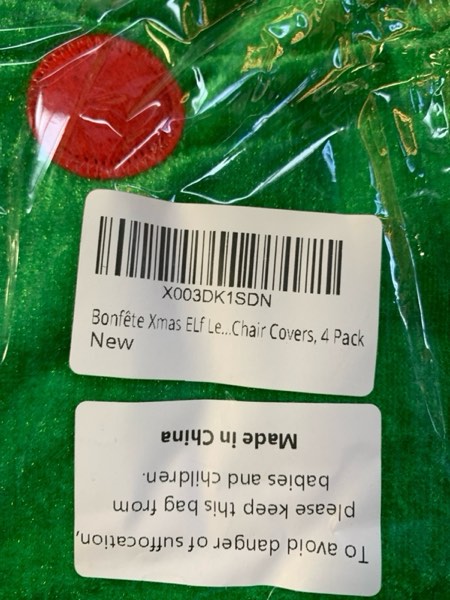 X003DK1SDN
Bonfête Xmas ELf Le...Chair Covers, 4 Pack
New
To avoid danger of suffocation,
please keep this bag from
babies and children.
Made in China